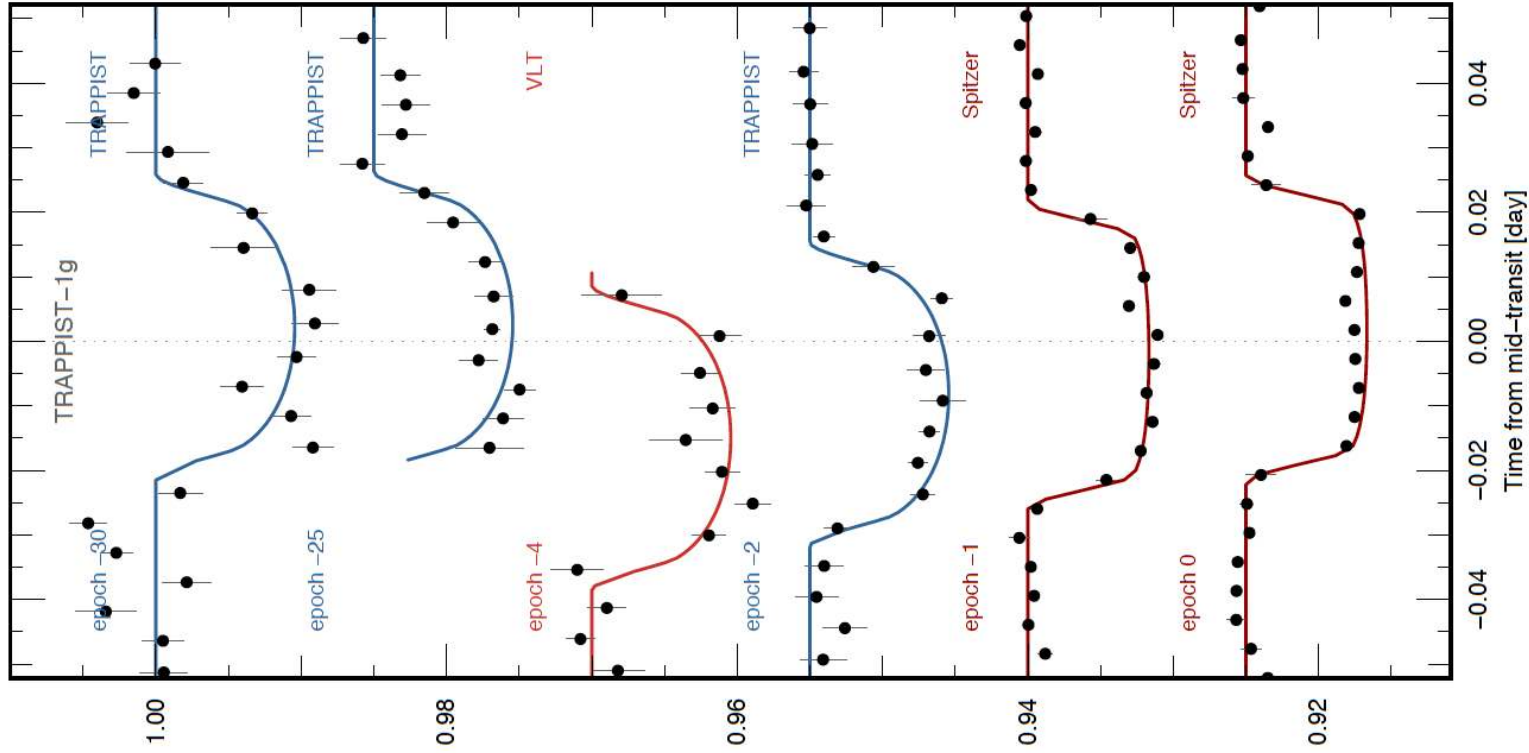 TRAPPIST−1g
epoch −30
TRAPPIST
epoch −25
TRAPPIST
epoch −4
VLT
epoch −2
TRAPPIST
epoch −1
Spitzer
epoch 0
Spitzer
1.00
0.98
0.96
0.94
0.92
−0.04
−0.02
0.00
0.02
0.04
Time from mid−transit [day]